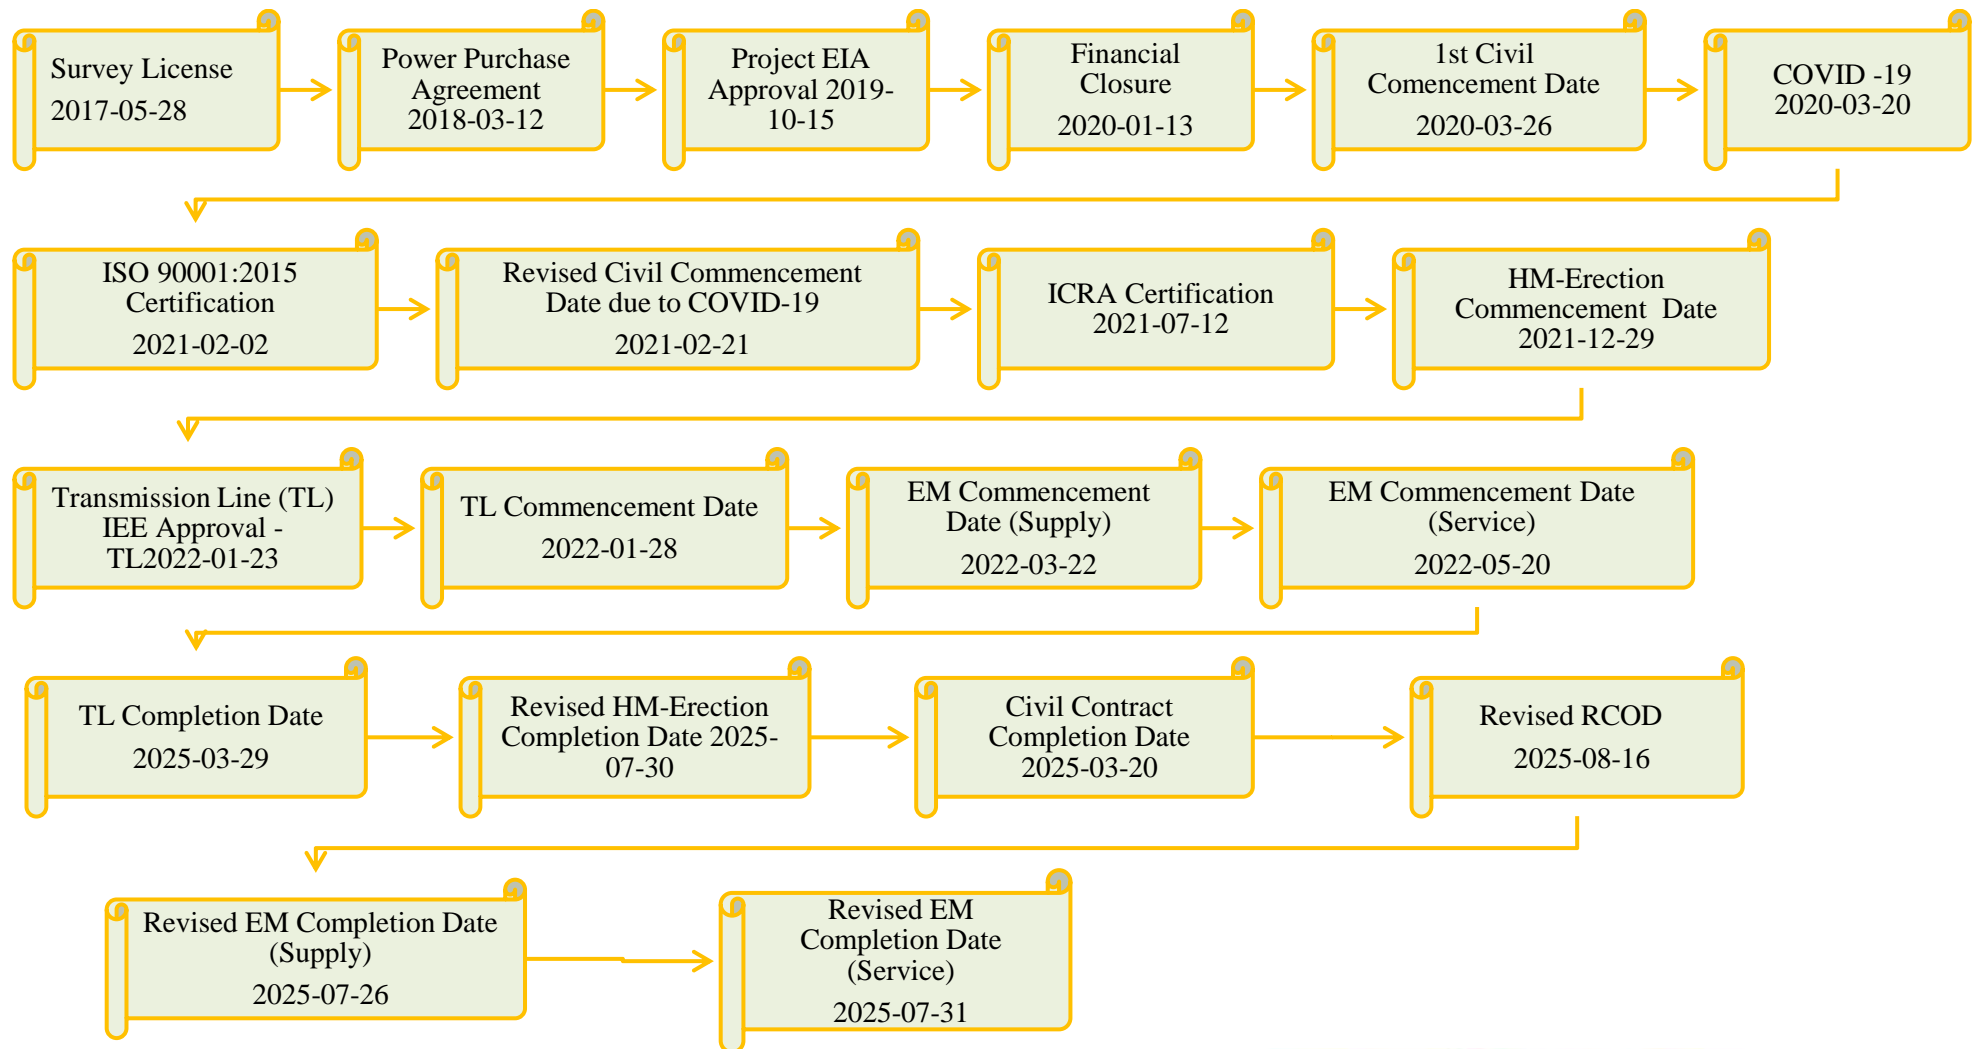 Survey License
2017-05-28
Power Purchase
Agreement
2018-03-12
Project EIA
Approval 2019-
10-15
Financial
Closure
2020-01-13
1st Civil
Comencement Date
2020-03-26
COVID -19
2020-03-20
ISO 90001:2015
Certification
2021-02-02
Revised Civil Commencement
Date due to COVID-19
2021-02-21
ICRA Certification
2021-07-12
HM-Erection
Commencement  Date
2021-12-29
Transmission Line (TL)
IEE Approval -
TL2022-01-23
TL Commencement Date
2022-01-28
EM Commencement
Date (Supply)
2022-03-22
EM Commencement Date
(Service)
2022-05-20
TL Completion Date
2025-03-29
Revised HM-Erection
Completion Date 2025-
07-30
Civil Contract
Completion Date
2025-03-20
Revised RCOD
2025-08-16
Revised EM Completion Date
(Supply)
2025-07-26
Revised EM
Completion Date
(Service)
2025-07-31